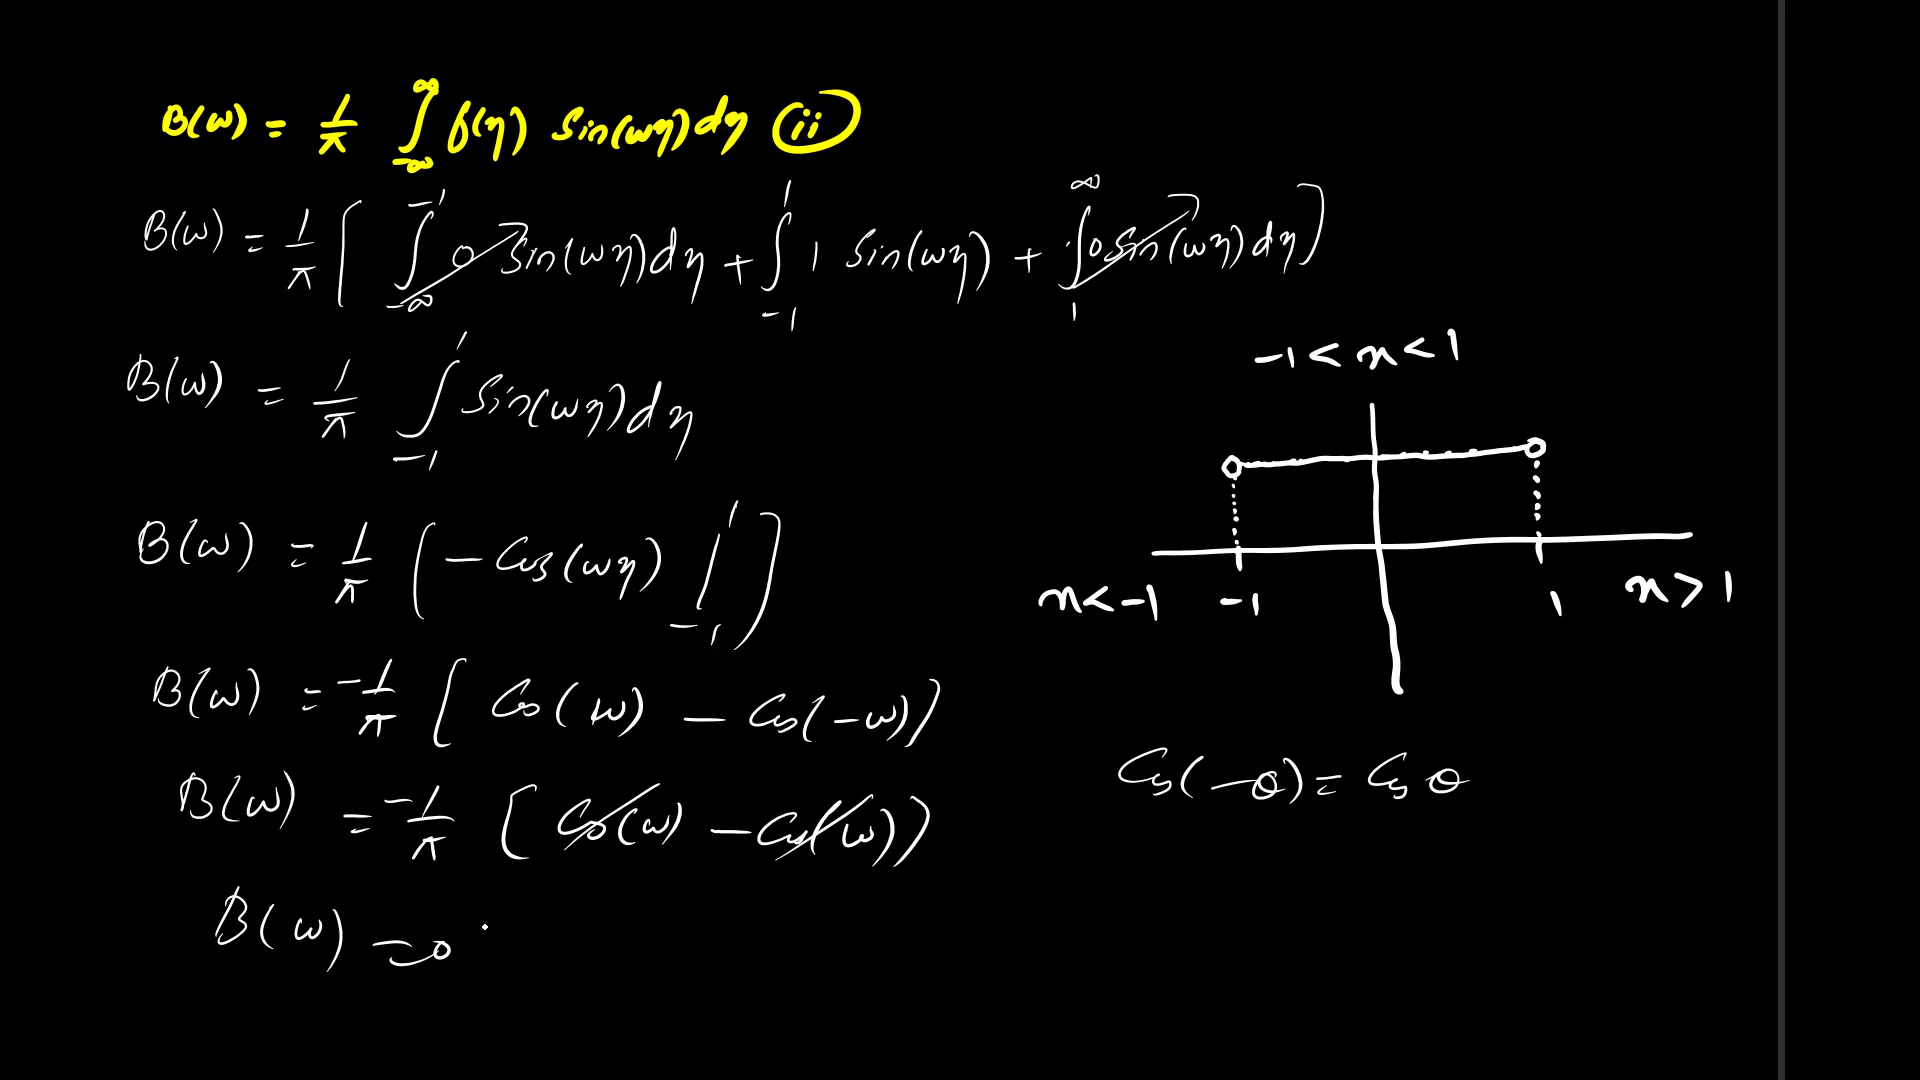 B(ω) = 1/π ∫_{-∞}^{∞} f(η) Sin(ωη) dη (ii)
B(ω) = 1/π [ ∫_{-∞}^{-1} 0 Sin(ωη) dη + ∫_{-1}^{1} 1 Sin(ωη) + ∫_{1}^{∞} 0 Sin(ωη) dη ]
B(ω) = 1/π ∫_{-1}^{1} Sin(ωη) dη
B(ω) = 1/π ( - Cos(ωη) |_{-1}^{1} )
B(ω) = -1/π [ Cos(ω) - Cos(-ω) ]
B(ω) = -1/π [ Cos(ω) - Cos(ω) ]
B(ω) = 0
-1 < x < 1
x < -1 -1 1 x > 1
Cos(-θ) = Cos θ